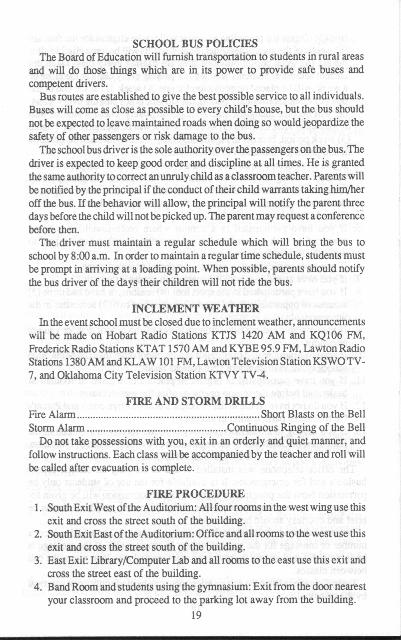 SCHOOL BUS POLICIES
The Board of Education will furnish transportation to students in rural areas
and will do those things which are in its power to provide safe buses and
competent drivers.
Bus routes are established to give the best possible service to all individuals.
Buses will come as close as possible to every child's house, but the bus should
not be expected to leave maintained roads when doing so would jeopardize the
safety of other passengers or risk damage to the bus.
The school bus driver is the sole authority over the passengers on the bus. The
driver is expected to keep good order and discipline at all times. He is granted
the same authority to correct an unruly child as a classroom teacher. Parents will
be notified by the principal if the conduct of their child warrants taking him/her
off the bus. If the behavior will allow, the principal will notify the parent three
days before the child will not be picked up. The parent may request a conference
before then.
The driver must maintain a regular schedule which will bring the bus to
school by 8:00 a.m. In order to maintain a regular time schedule, students must
be prompt in arriving at a loading point. When possible, parents should notify
the bus driver of the days their children will not ride the bus.
INCLEMENT WEATHER
In the event school must be closed due to inclement weather, announcements
will be made on Hobart Radio Stations KTJS 1420 AM and KQ106 FM,
Frederick Radio Stations KTAT 1570 AM and KYBE 95.9 FM, Lawton Radio
Stations 1380 AM and KLAW 101 FM, Lawton Television Station KSWO TV-
7, and Oklahoma City Television Station KTVY TV-4.
FIRE AND STORM DRILLS
Fire Alarm.........................................................Short Blasts on the Bell
Storm Alarm ............................................Continuous Ringing of the Bell
Do not take possessions with you, exit in an orderly and quiet manner, and
follow instructions. Each class will be accompanied by the teacher and roll will
be called after evacuation is complete.
FIRE PROCEDURE
1. South Exit West of the Auditorium: All four rooms in the west wing use this
exit and cross the street south of the building.
2. South Exit East of the Auditorium: Office and all rooms to the west use this
exit and cross the street south of the building.
3. East Exit: Library/Computer Lab and all rooms to the east use this exit and
cross the street east of the building.
4. Band Room and students using the gymnasium: Exit from the door nearest
your classroom and proceed to the parking lot away from the building.
19